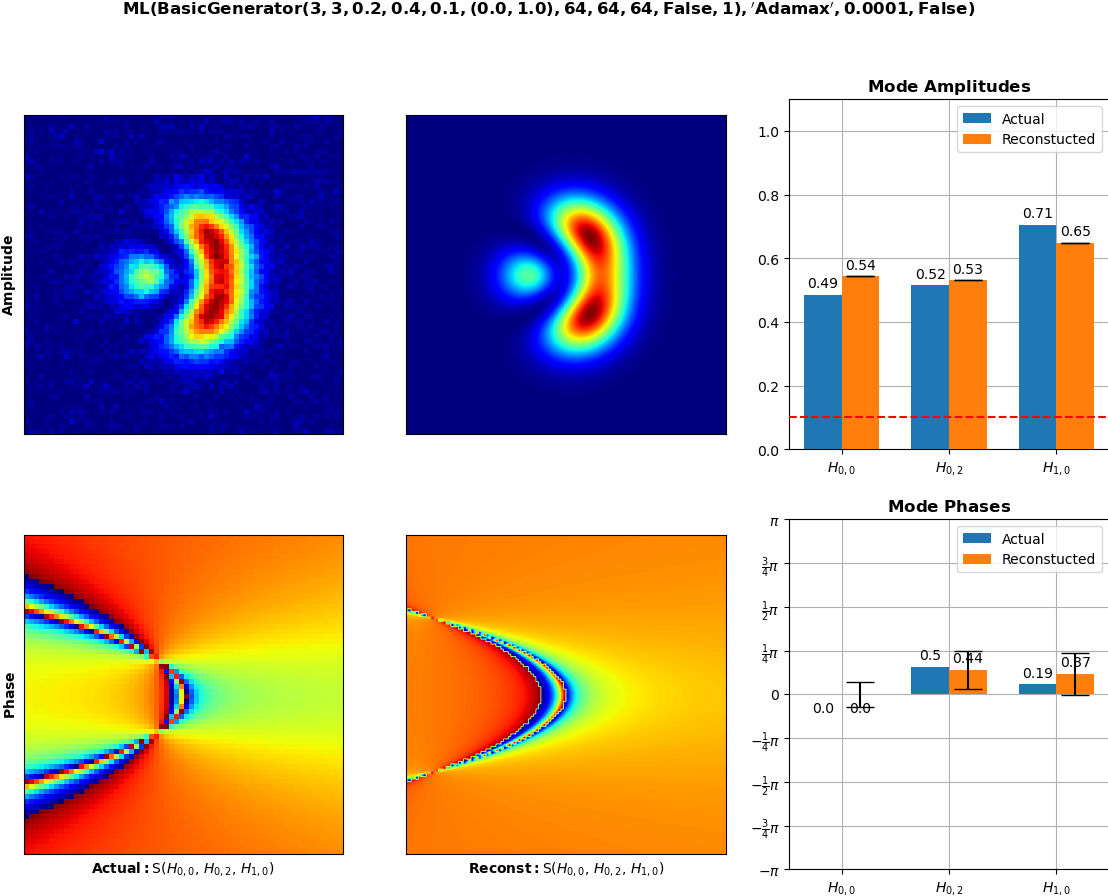 ML(BasicGenerator(3, 3, 0.2, 0.4, 0.1, (0.0, 1.0), 64, 64, 64, False, 1), ′Adamax′, 0.0001, False)
Amplitude
Mode Amplitudes
Actual
Reconstucted
1.0
0.8
0.6
0.4
0.2
0.0
0.49
0.54
0.52
0.53
0.71
0.65
H0,0
H0,2
H1,0
Phase
Actual: S(H0,0, H0,2, H1,0)
Reconst: S(H0,0, H0,2, H1,0)
Mode Phases
Actual
Reconstucted
π
3/4π
1/2π
1/4π
0
−1/4π
−1/2π
−3/4π
−π
0.0
0.0
0.5
0.44
0.19
0.37
H0,0
H0,2
H1,0